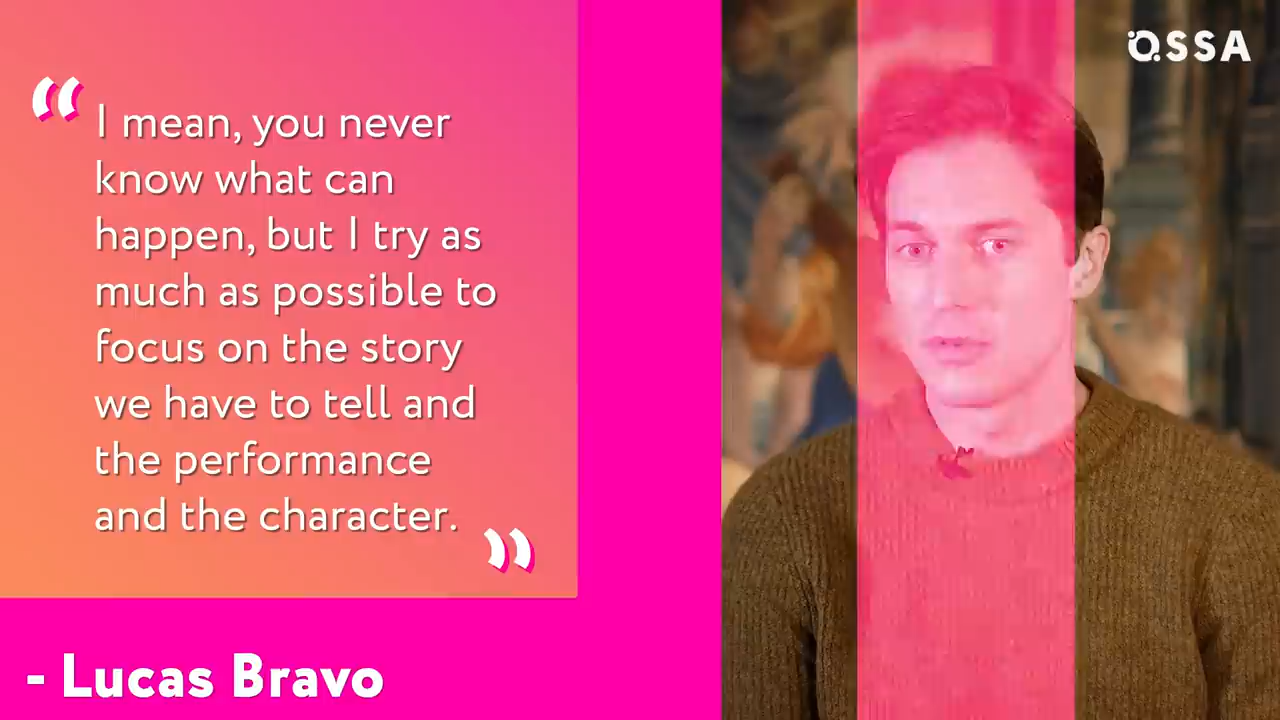 QSSA
“ I mean, you never
know what can
happen, but I try as
much as possible to
focus on the story
we have to tell and
the performance
and the character. ”
- Lucas Bravo